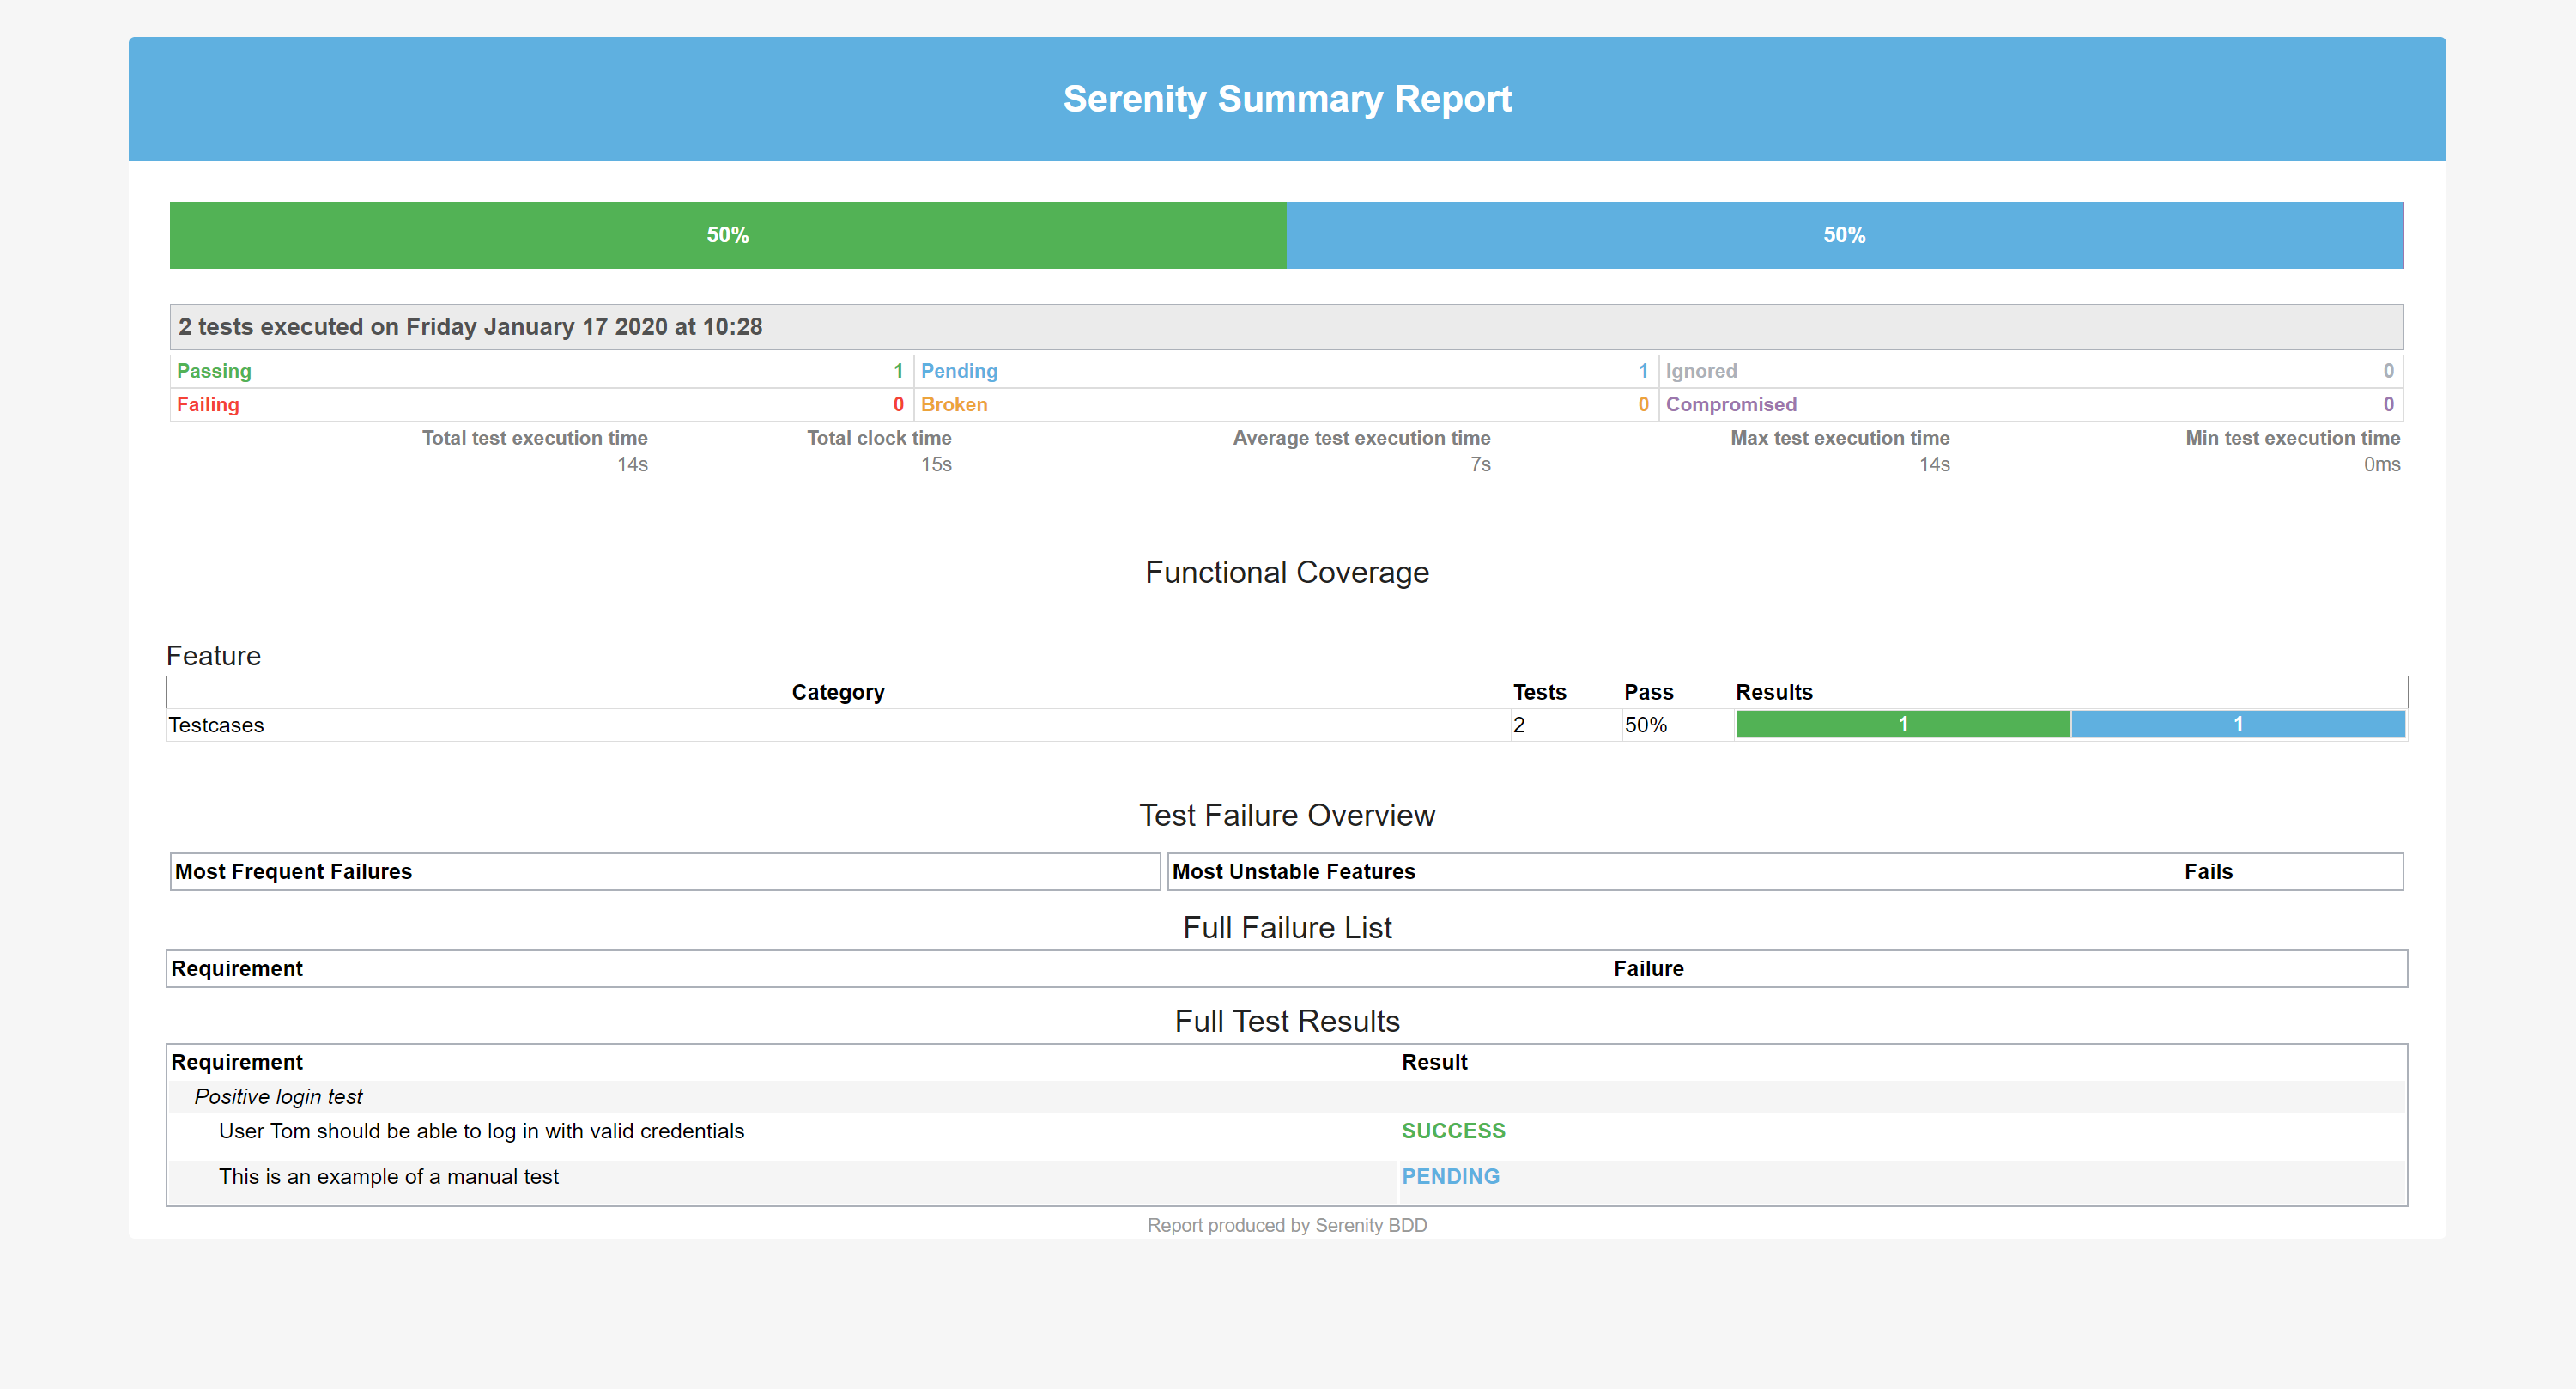 Serenity Summary Report
50% 50%
2 tests executed on Friday January 17 2020 at 10:28
Passing 1 Pending 1 Ignored 0
Failing 0 Broken 0 Compromised 0
Total test execution time Total clock time Average test execution time Max test execution time Min test execution time
14s 15s 7s 14s 0ms
Functional Coverage
Feature
Category Tests Pass Results
Testcases 2 50% 1 1
Test Failure Overview
Most Frequent Failures Most Unstable Features Fails
Full Failure List
Requirement Failure
Full Test Results
Requirement Result
Positive login test
User Tom should be able to log in with valid credentials SUCCESS
This is an example of a manual test PENDING
Report produced by Serenity BDD